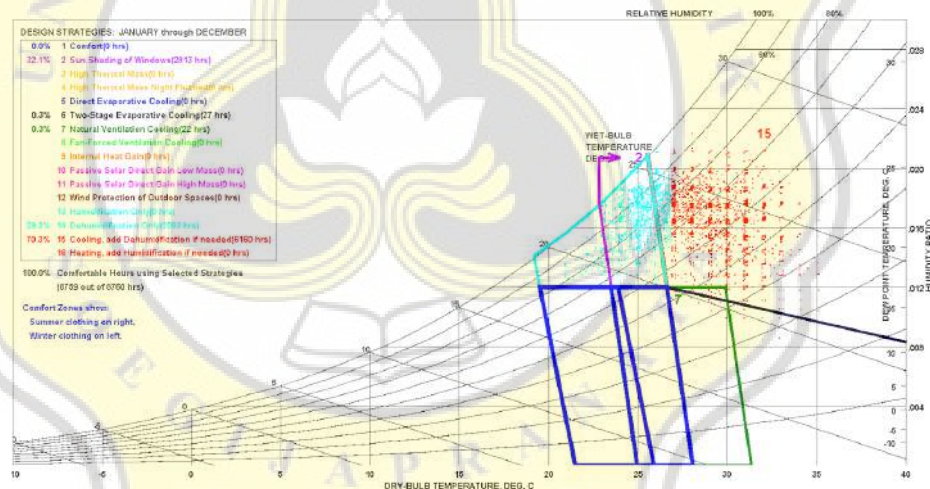 RELATIVE HUMIDITY 100% 80%
DESIGN STRATEGIES: JANUARY through DECEMBER
0.0% 1 Comfort(0 hrs)
2 Sun Shading of Windows
3 High Thermal Mass(0 hrs)
4 High Thermal Mass Night Flushed(0 hrs)
5 Direct Evaporative Cooling(0 hrs)
0.3% 6 Two-Stage Evaporative Cooling(27 hrs)
0.3% 7 Natural Ventilation Cooling(22 hrs)
8 Fan-Forced Ventilation Cooling(0 hrs)
9 Internal Heat Gain(0 hrs)
10 Passive Solar Direct Gain Low Mass(0 hrs)
11 Passive Solar Direct Gain High Mass(0 hrs)
12 Wind Protection of Outdoor Spaces(0 hrs)
13 Humidification Only(0 hrs)
14 Dehumidification Only
70.3% 15 Cooling, add Dehumidification if needed(6160 hrs)
16 Heating, add Humidification if needed(0 hrs)
100.0% Comfortable Hours using Selected Strategies
(8759 out of 8760 hrs)
Comfort Zones show:
Summer clothing on right,
Winter clothing on left.
WET-BULB
TEMPERATURE
15
2
7
.028
.024
.020
.016
.012
.008
.004
DEW POINT TEMPERATURE, DEG. C
HUMIDITY RATIO
-10 -5 0 5 10 15 20 25 30 35 40
DRY-BULB TEMPERATURE, DEG. C